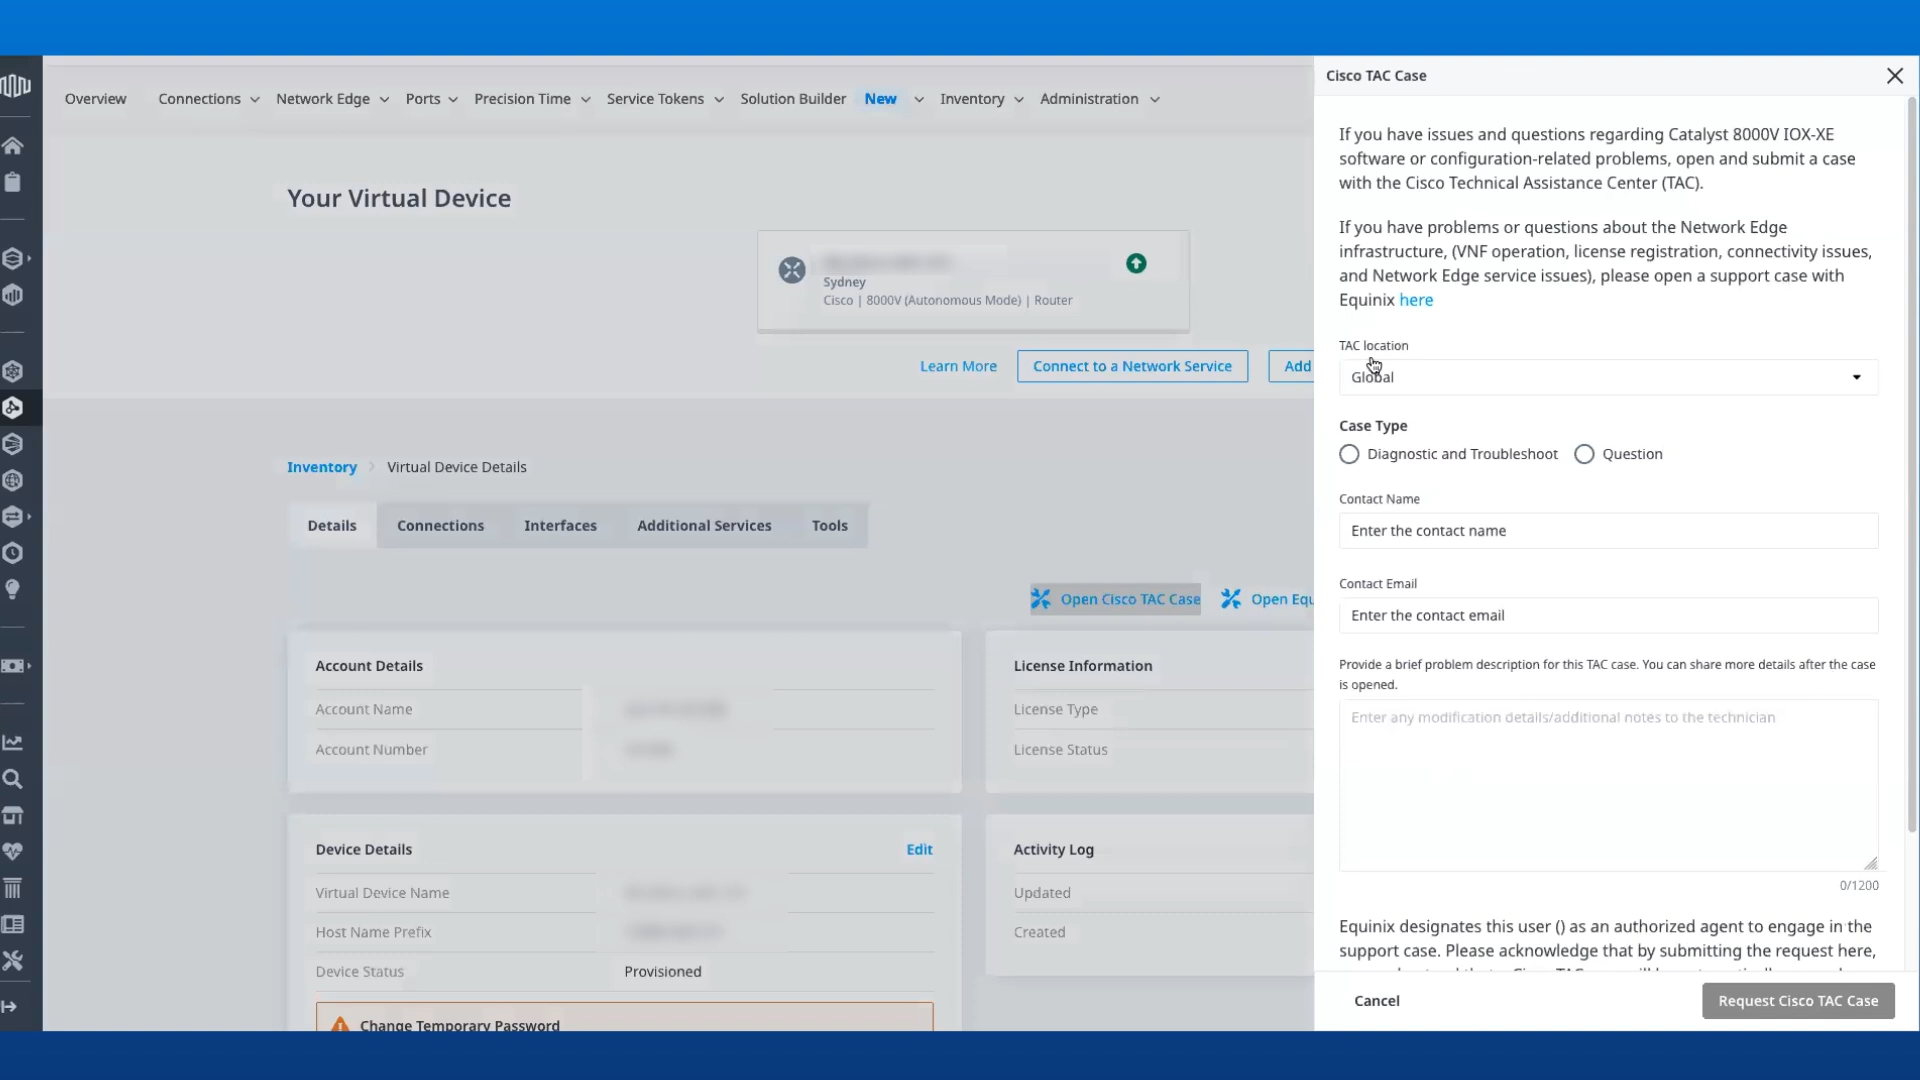 Overview
Connections
Network Edge
Ports
Precision Time
Service Tokens
Solution Builder
New
Inventory
Administration
Your Virtual Device
Sydney
Cisco | 8000V (Autonomous Mode) | Router
Learn More
Connect to a Network Service
Add
Inventory
Virtual Device Details
Details
Connections
Interfaces
Additional Services
Tools
Open Cisco TAC Case
Open Equ
Account Details
Account Name
Account Number
License Information
License Type
License Status
Device Details
Edit
Virtual Device Name
Host Name Prefix
Device Status
Provisioned
Change Temporary Password
Activity Log
Updated
Created
Cisco TAC Case
If you have issues and questions regarding Catalyst 8000V IOX-XE
software or configuration-related problems, open and submit a case
with the Cisco Technical Assistance Center (TAC).
If you have problems or questions about the Network Edge
infrastructure, (VNF operation, license registration, connectivity issues,
and Network Edge service issues), please open a support case with
Equinix here
TAC location
Global
Case Type
Diagnostic and Troubleshoot
Question
Contact Name
Enter the contact name
Contact Email
Enter the contact email
Provide a brief problem description for this TAC case. You can share more details after the case
is opened.
Enter any modification details/additional notes to the technician
0/1200
Equinix designates this user () as an authorized agent to engage in the
support case. Please acknowledge that by submitting the request here,
Cancel
Request Cisco TAC Case